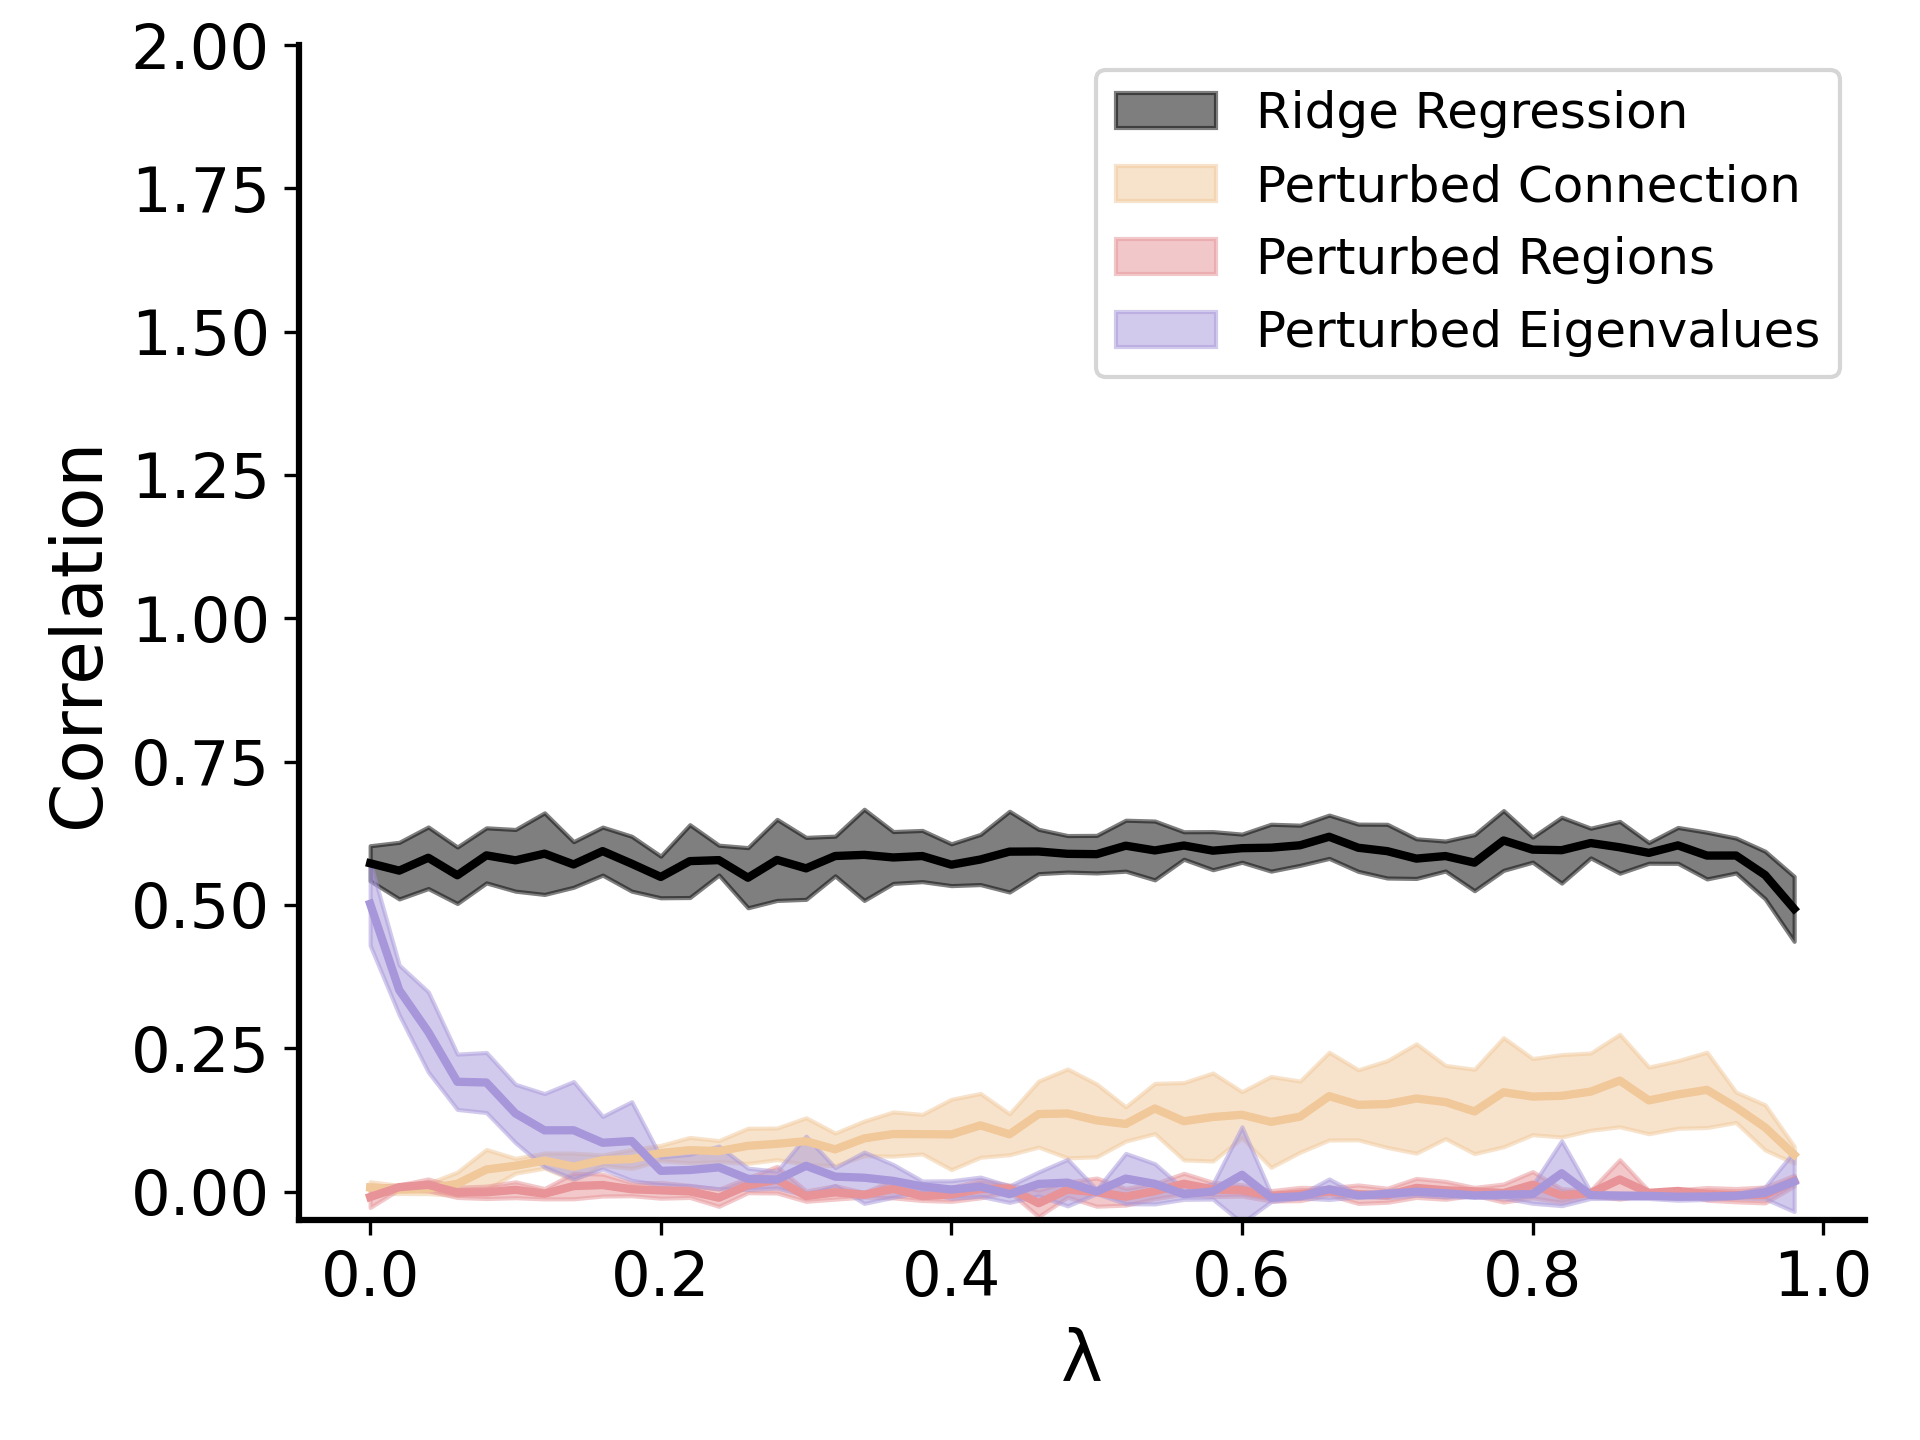 2.00
1.75
1.50
1.25
1.00
0.75
0.50
0.25
0.00
Correlation
Ridge Regression
Perturbed Connection
Perturbed Regions
Perturbed Eigenvalues
0.0 0.2 0.4 0.6 0.8 1.0
λ